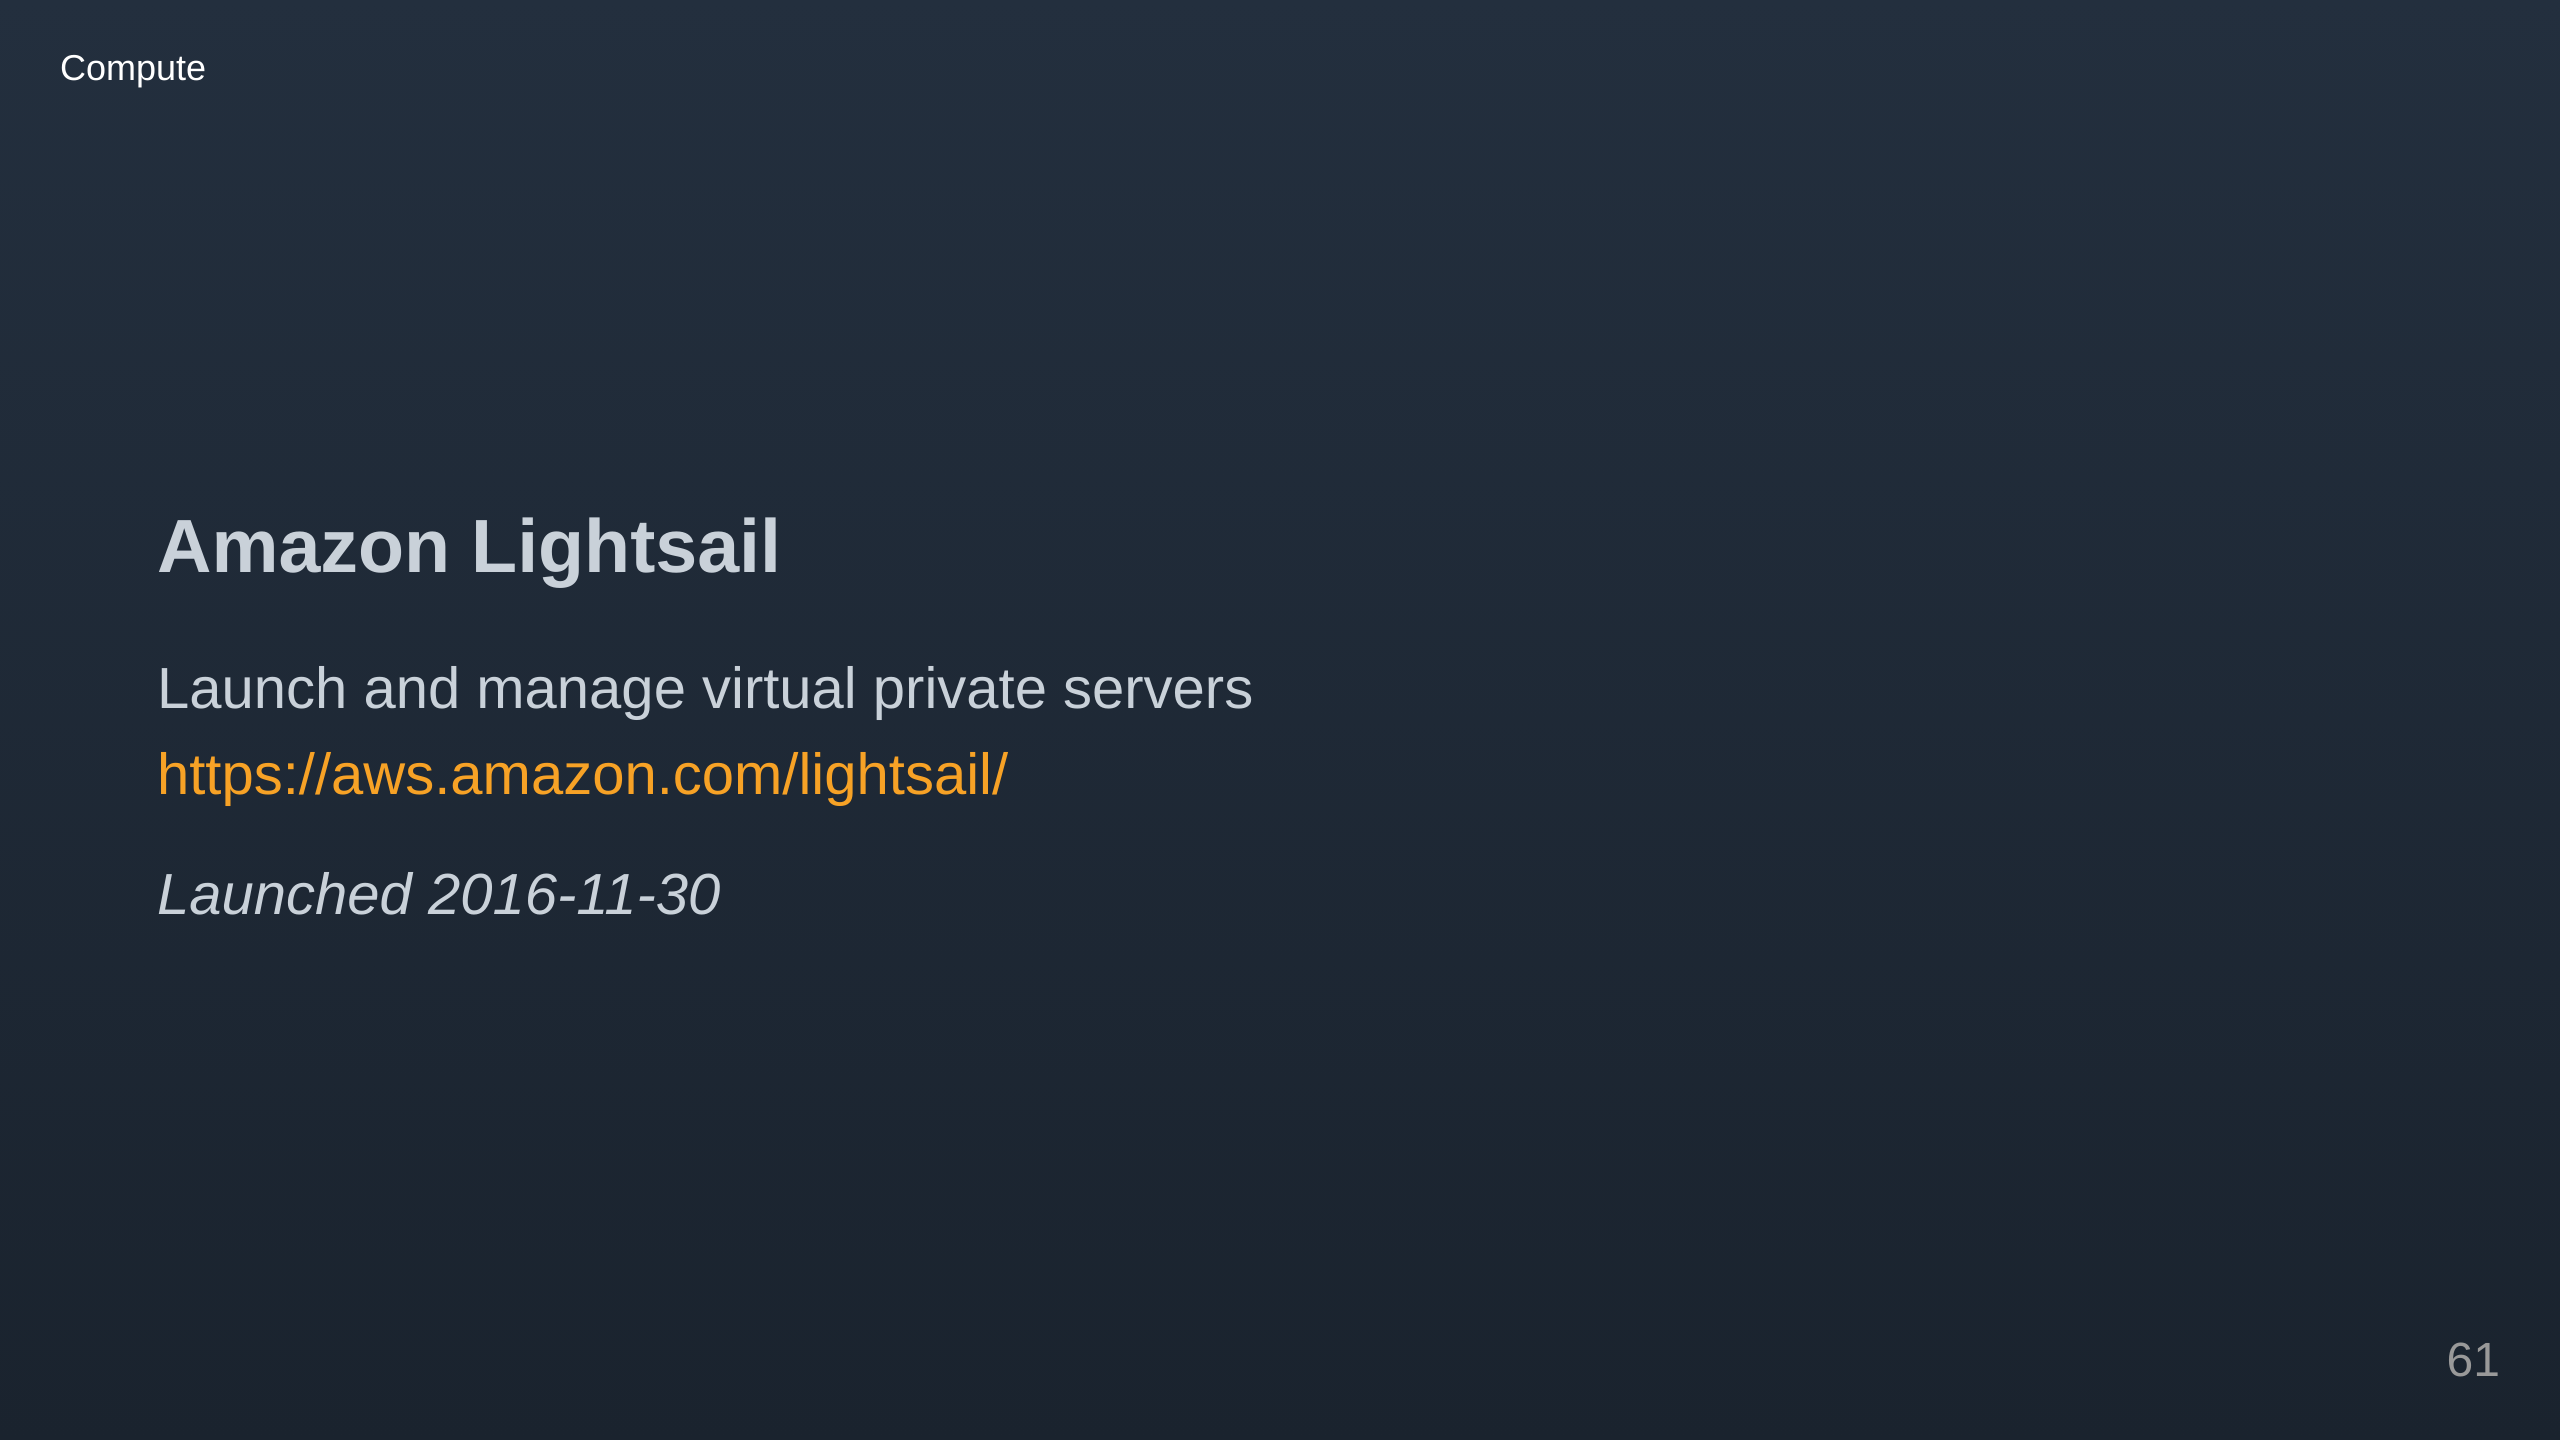 Compute
Amazon Lightsail
Launch and manage virtual private servers
https://aws.amazon.com/lightsail/
Launched 2016-11-30
61